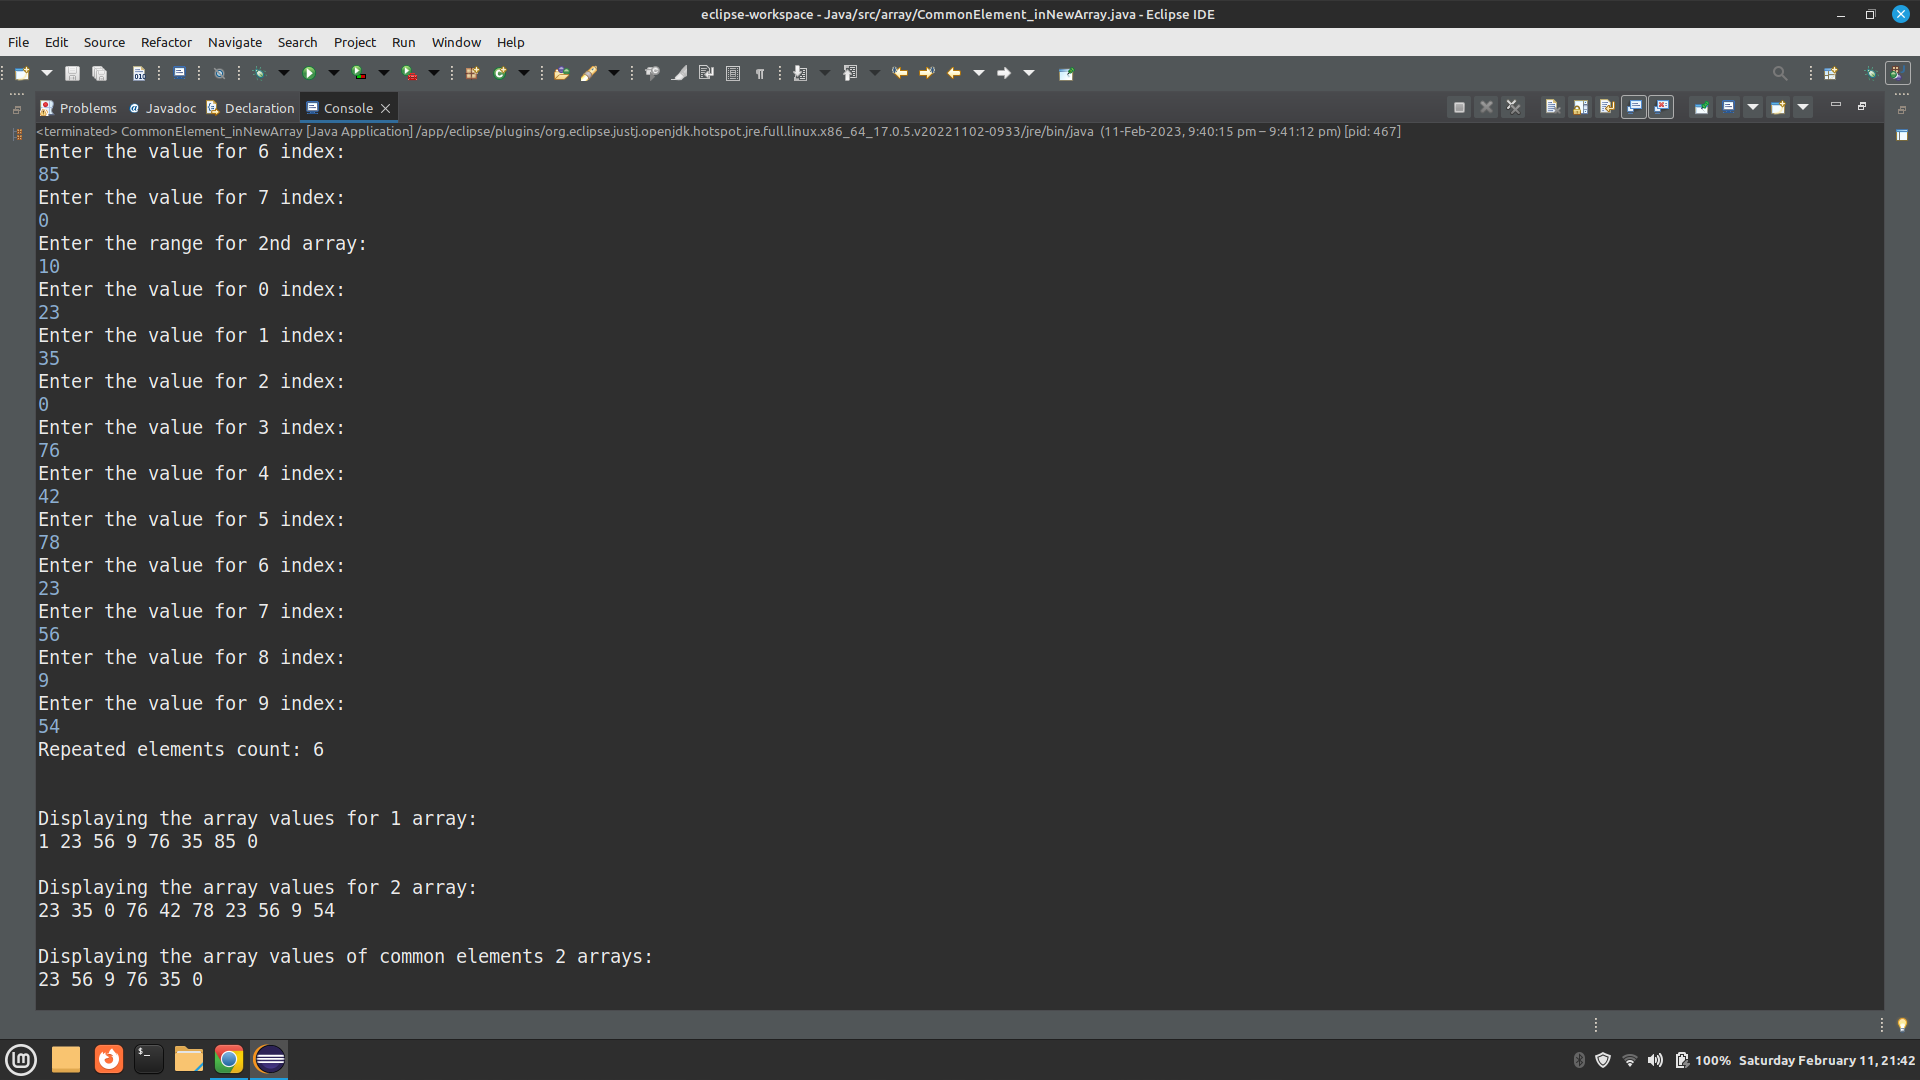 eclipse-workspace - Java/src/array/CommonElement_inNewArray.java - Eclipse IDE
File Edit Source Refactor Navigate Search Project Run Window Help
Problems Javadoc Declaration Console
<terminated> CommonElement_inNewArray [Java Application] /app/eclipse/plugins/org.eclipse.justj.openjdk.hotspot.jre.full.linux.x86_64_17.0.5.v20221102-0933/jre/bin/java (11-Feb-2023, 9:40:15 pm – 9:41:12 pm) [pid: 467]
Enter the value for 6 index:
85
Enter the value for 7 index:
0
Enter the range for 2nd array:
10
Enter the value for 0 index:
23
Enter the value for 1 index:
35
Enter the value for 2 index:
0
Enter the value for 3 index:
76
Enter the value for 4 index:
42
Enter the value for 5 index:
78
Enter the value for 6 index:
23
Enter the value for 7 index:
56
Enter the value for 8 index:
9
Enter the value for 9 index:
54
Repeated elements count: 6
Displaying the array values for 1 array:
1 23 56 9 76 35 85 0
Displaying the array values for 2 array:
23 35 0 76 42 78 23 56 9 54
Displaying the array values of common elements 2 arrays:
23 56 9 76 35 0
100% Saturday February 11, 21:42